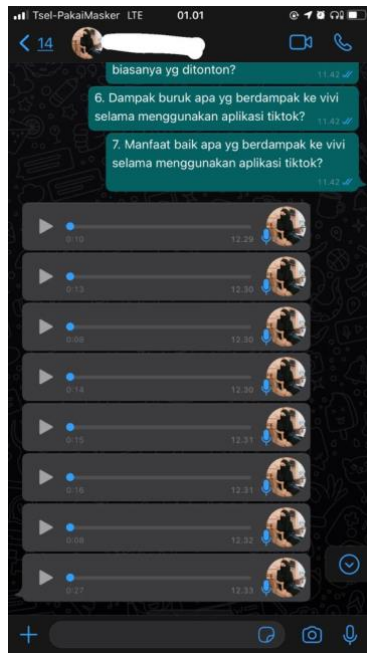 Tsel-PakaiMasker LTE 01.01
14
biasanya yg ditonton?
11.42
6. Dampak buruk apa yg berdampak ke vivi
selama menggunakan aplikasi tiktok?
11.42
7. Manfaat baik apa yg berdampak ke vivi
selama menggunakan aplikasi tiktok?
11.42
0:10 12.29
0:13 12.30
0:08 12.30
0:14 12.30
0:15 12.31
0:16 12.31
0:08 12.32
0:27 12.33